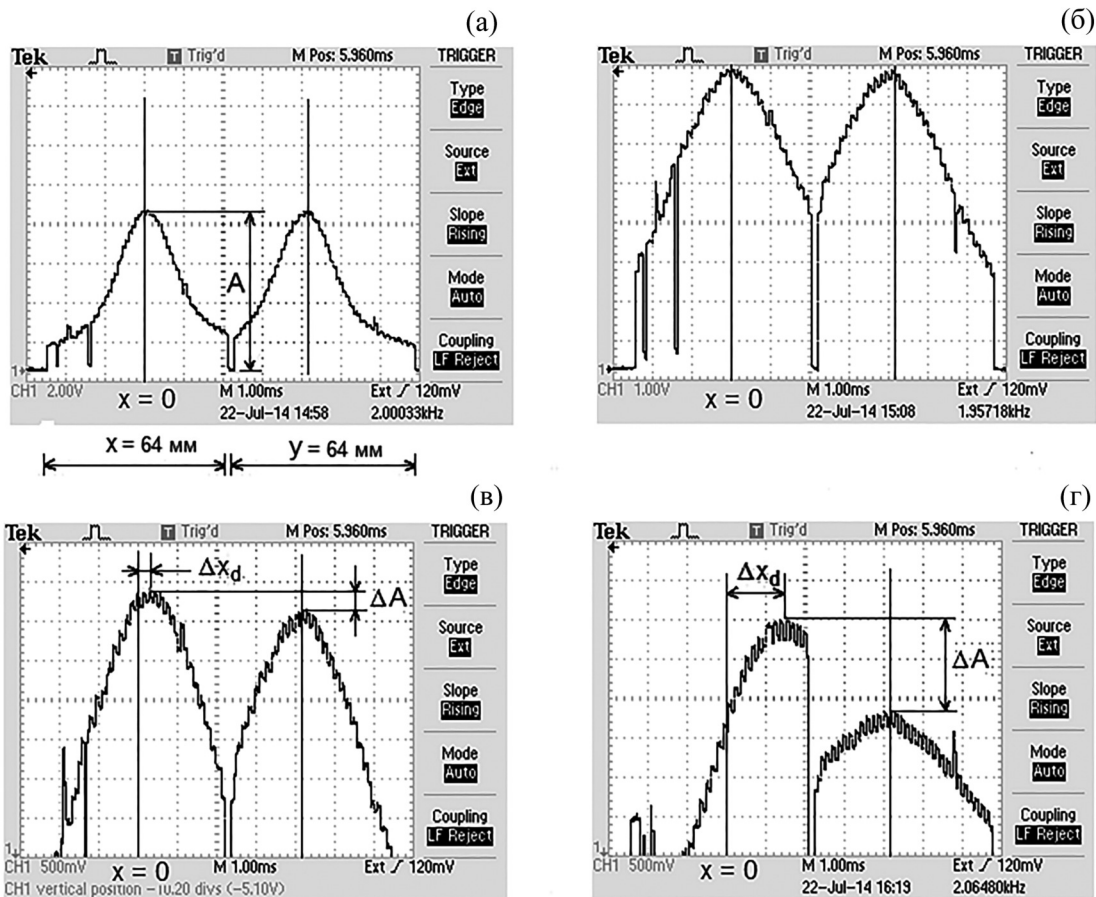 (а)
Tek Trig'd M Pos: 5.960ms TRIGGER
Type
Edge
Source
Ext
Slope
Rising
Mode
Auto
Coupling
LF Reject
A
1
CH1 2.00V M 1.00ms Ext 120mV
x = 0
22-Jul-14 14:58 2.00033kHz
x = 64 мм y = 64 мм
(б)
Tek Trig'd M Pos: 5.960ms TRIGGER
Type
Edge
Source
Ext
Slope
Rising
Mode
Auto
Coupling
LF Reject
1
CH1 1.00V M 1.00ms Ext 120mV
x = 0
22-Jul-14 15:08 1.95718kHz
(в)
Tek Trig'd M Pos: 5.960ms TRIGGER
Type
Edge
Source
Ext
Slope
Rising
Mode
Auto
Coupling
LF Reject
Δx_d
ΔA
1
CH1 500mV x = 0 M 1.00ms Ext 120mV
CH1 vertical position – 10.20 divs (–5.10V)
(г)
Tek Trig'd M Pos: 5.960ms TRIGGER
Type
Edge
Source
Ext
Slope
Rising
Mode
Auto
Coupling
LF Reject
Δx_d
ΔA
1
CH1 500mV x = 0 M 1.00ms Ext 120mV
22-Jul-14 16:19 2.06480kHz